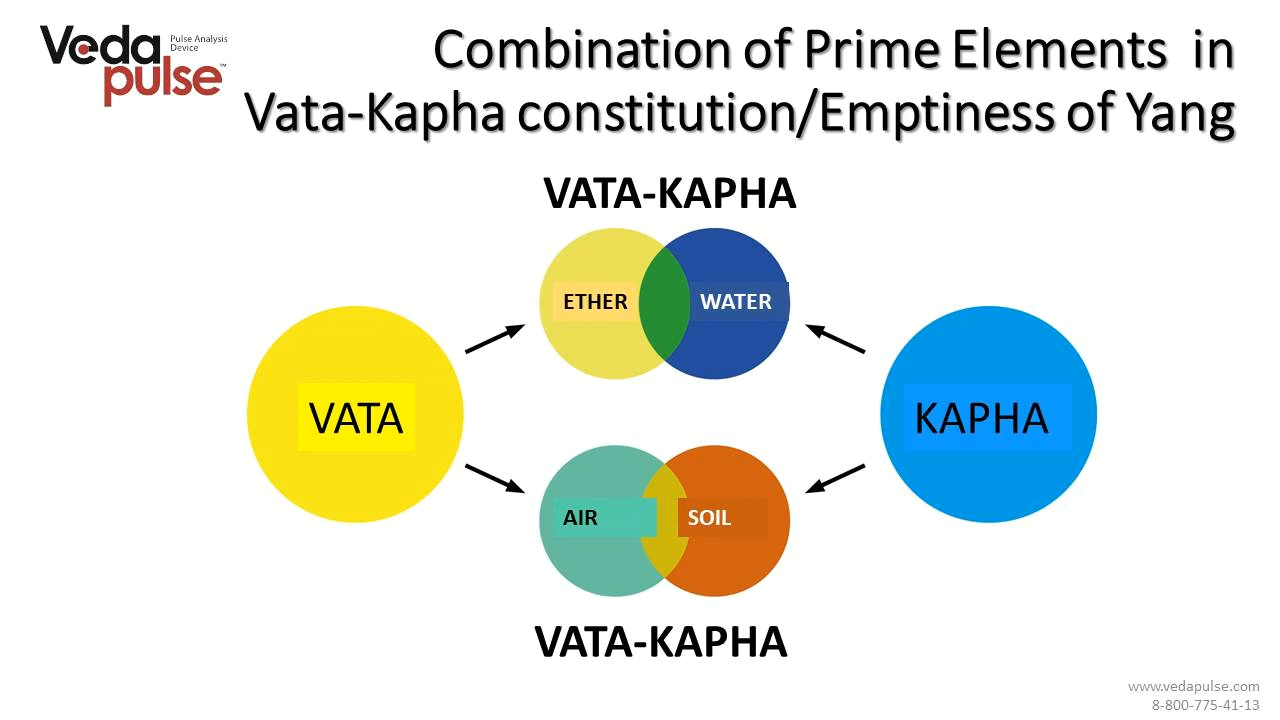 Veda
pulse™
Pulse Analysis
Device
Combination of Prime Elements in
Vata-Kapha constitution/Emptiness of Yang
VATA-KAPHA
ETHER WATER
VATA
KAPHA
AIR SOIL
VATA-KAPHA
www.vedapulse.com
8-800-775-41-13